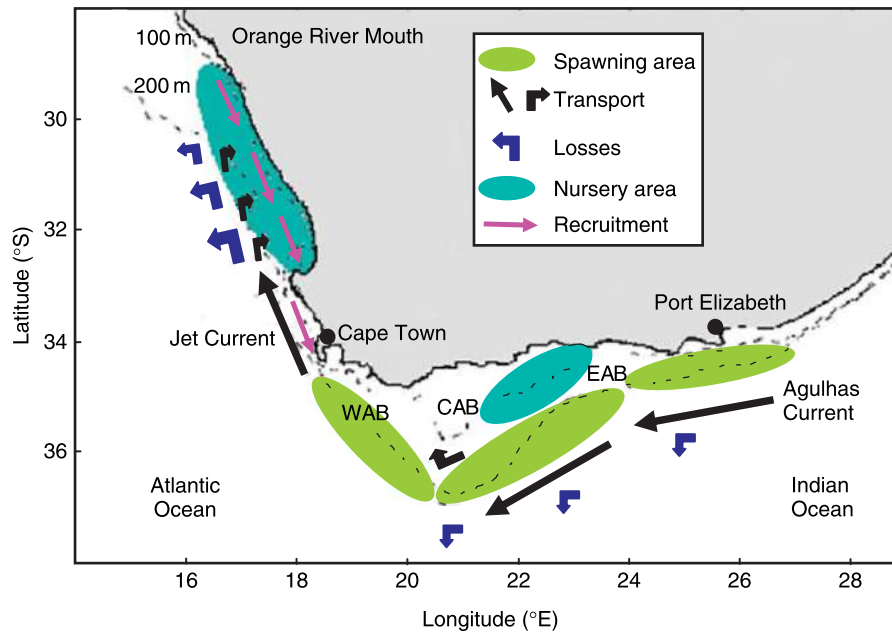 100 m
Orange River Mouth
200 m
Spawning area
Transport
Losses
Nursery area
Recruitment
30
32
34
36
Latitude (°S)
Port Elizabeth
Jet Current
Cape Town
EAB
WAB
CAB
Agulhas
Current
Atlantic
Ocean
Indian
Ocean
16
18
20
22
24
26
28
Longitude (°E)